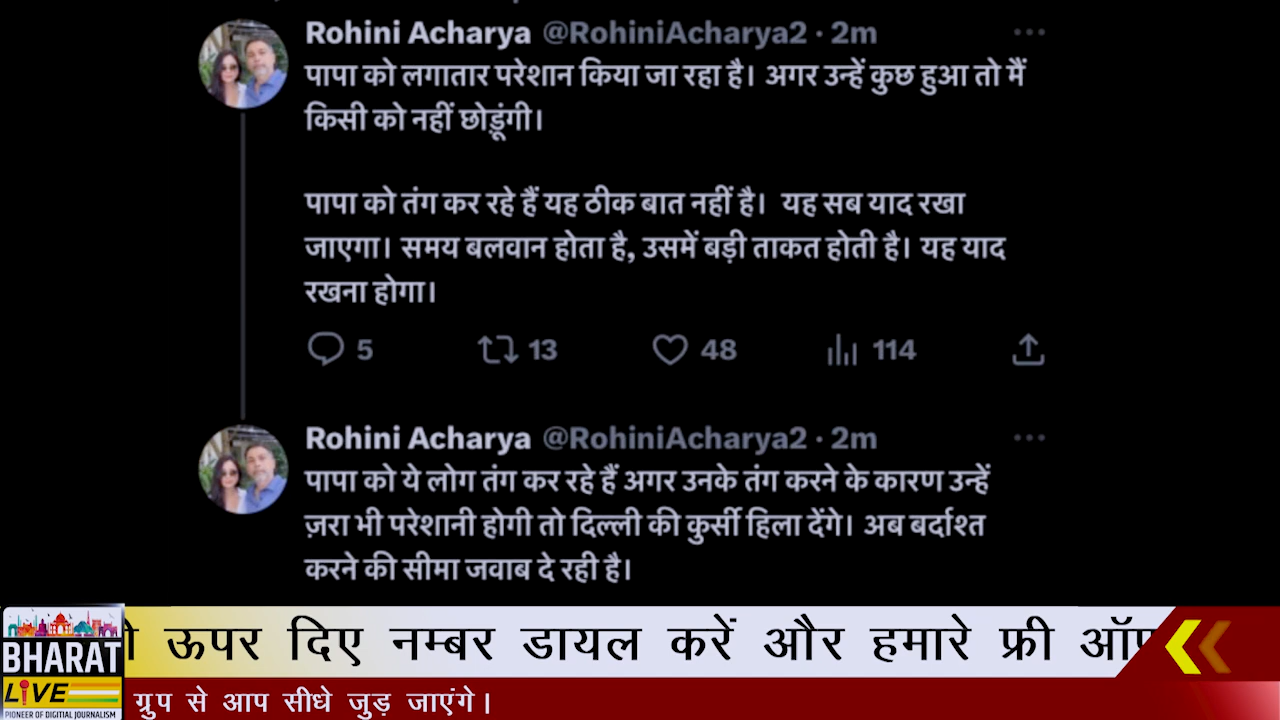 Rohini Acharya @RohiniAcharya2 · 2m
पापा को लगातार परेशान किया जा रहा है। अगर उन्हें कुछ हुआ तो मैं
किसी को नहीं छोड़ूंगी।
पापा को तंग कर रहे हैं यह ठीक बात नहीं है। यह सब याद रखा
जाएगा। समय बलवान होता है, उसमें बड़ी ताकत होती है। यह याद
रखना होगा।
5 13 48 114
Rohini Acharya @RohiniAcharya2 · 2m
पापा को ये लोग तंग कर रहे हैं अगर उनके तंग करने के कारण उन्हें
ज़रा भी परेशानी होगी तो दिल्ली की कुर्सी हिला देंगे। अब बर्दाश्त
करने की सीमा जवाब दे रही है।
ऊपर दिए नम्बर डायल करें और हमारे फ्री
BHARAT
LIVE
PIONEER OF DIGITIAL JOURNALISM
ग्रुप से आप सीधे जुड़ जाएंगे।